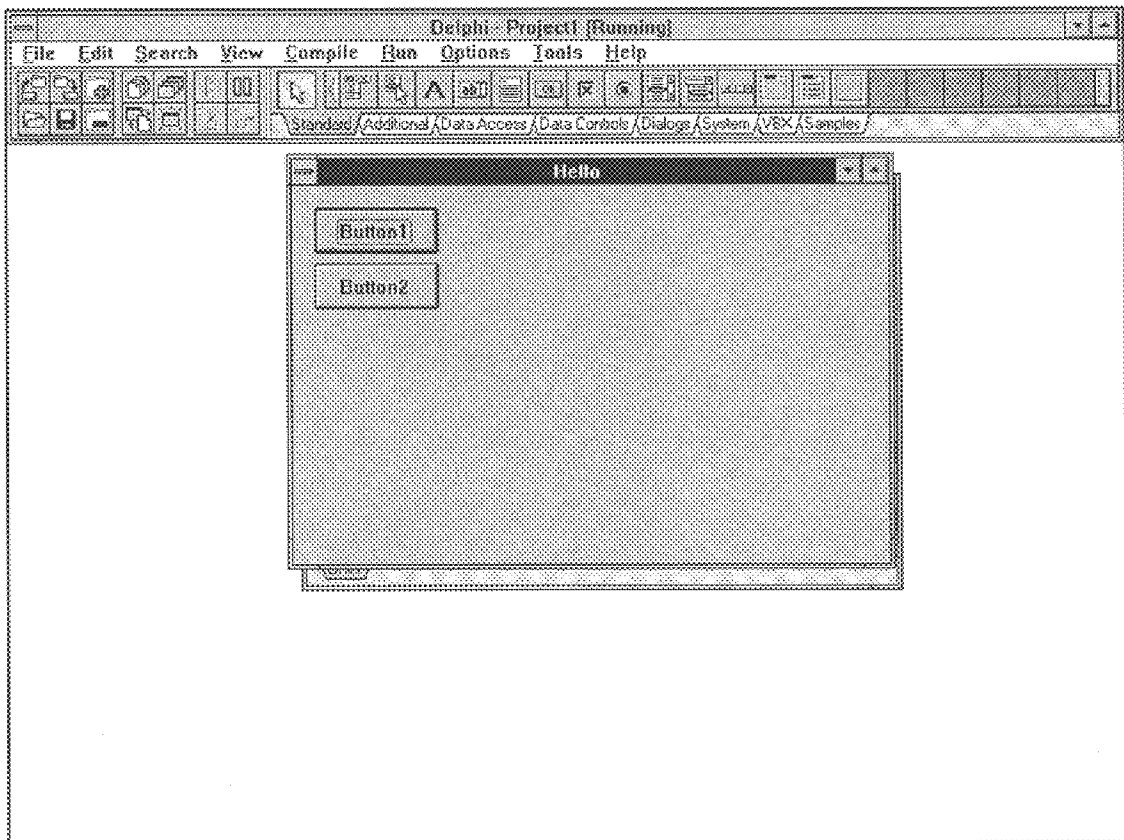 Delphi - Project1 [Running]
File Edit Search View Compile Run Options Tools Help
Standard Additional Data Access Data Controls Dialogs System VBX Samples
Hello
Button1
Button2